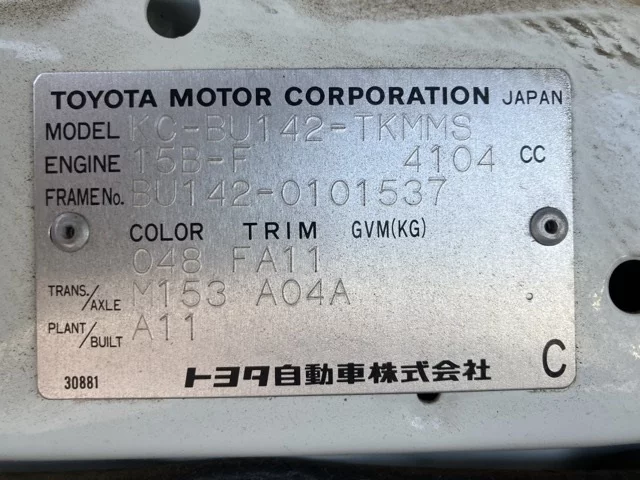 TOYOTA MOTOR CORPORATION JAPAN
MODEL KC-BU142-TKMMS
ENGINE 15B-F 4104 CC
FRAME No. BU142-0101537
COLOR TRIM GVM(KG)
048 FA11
TRANS./AXLE M153 A04A
PLANT/BUILT A11
30881 トヨタ自動車株式会社 C